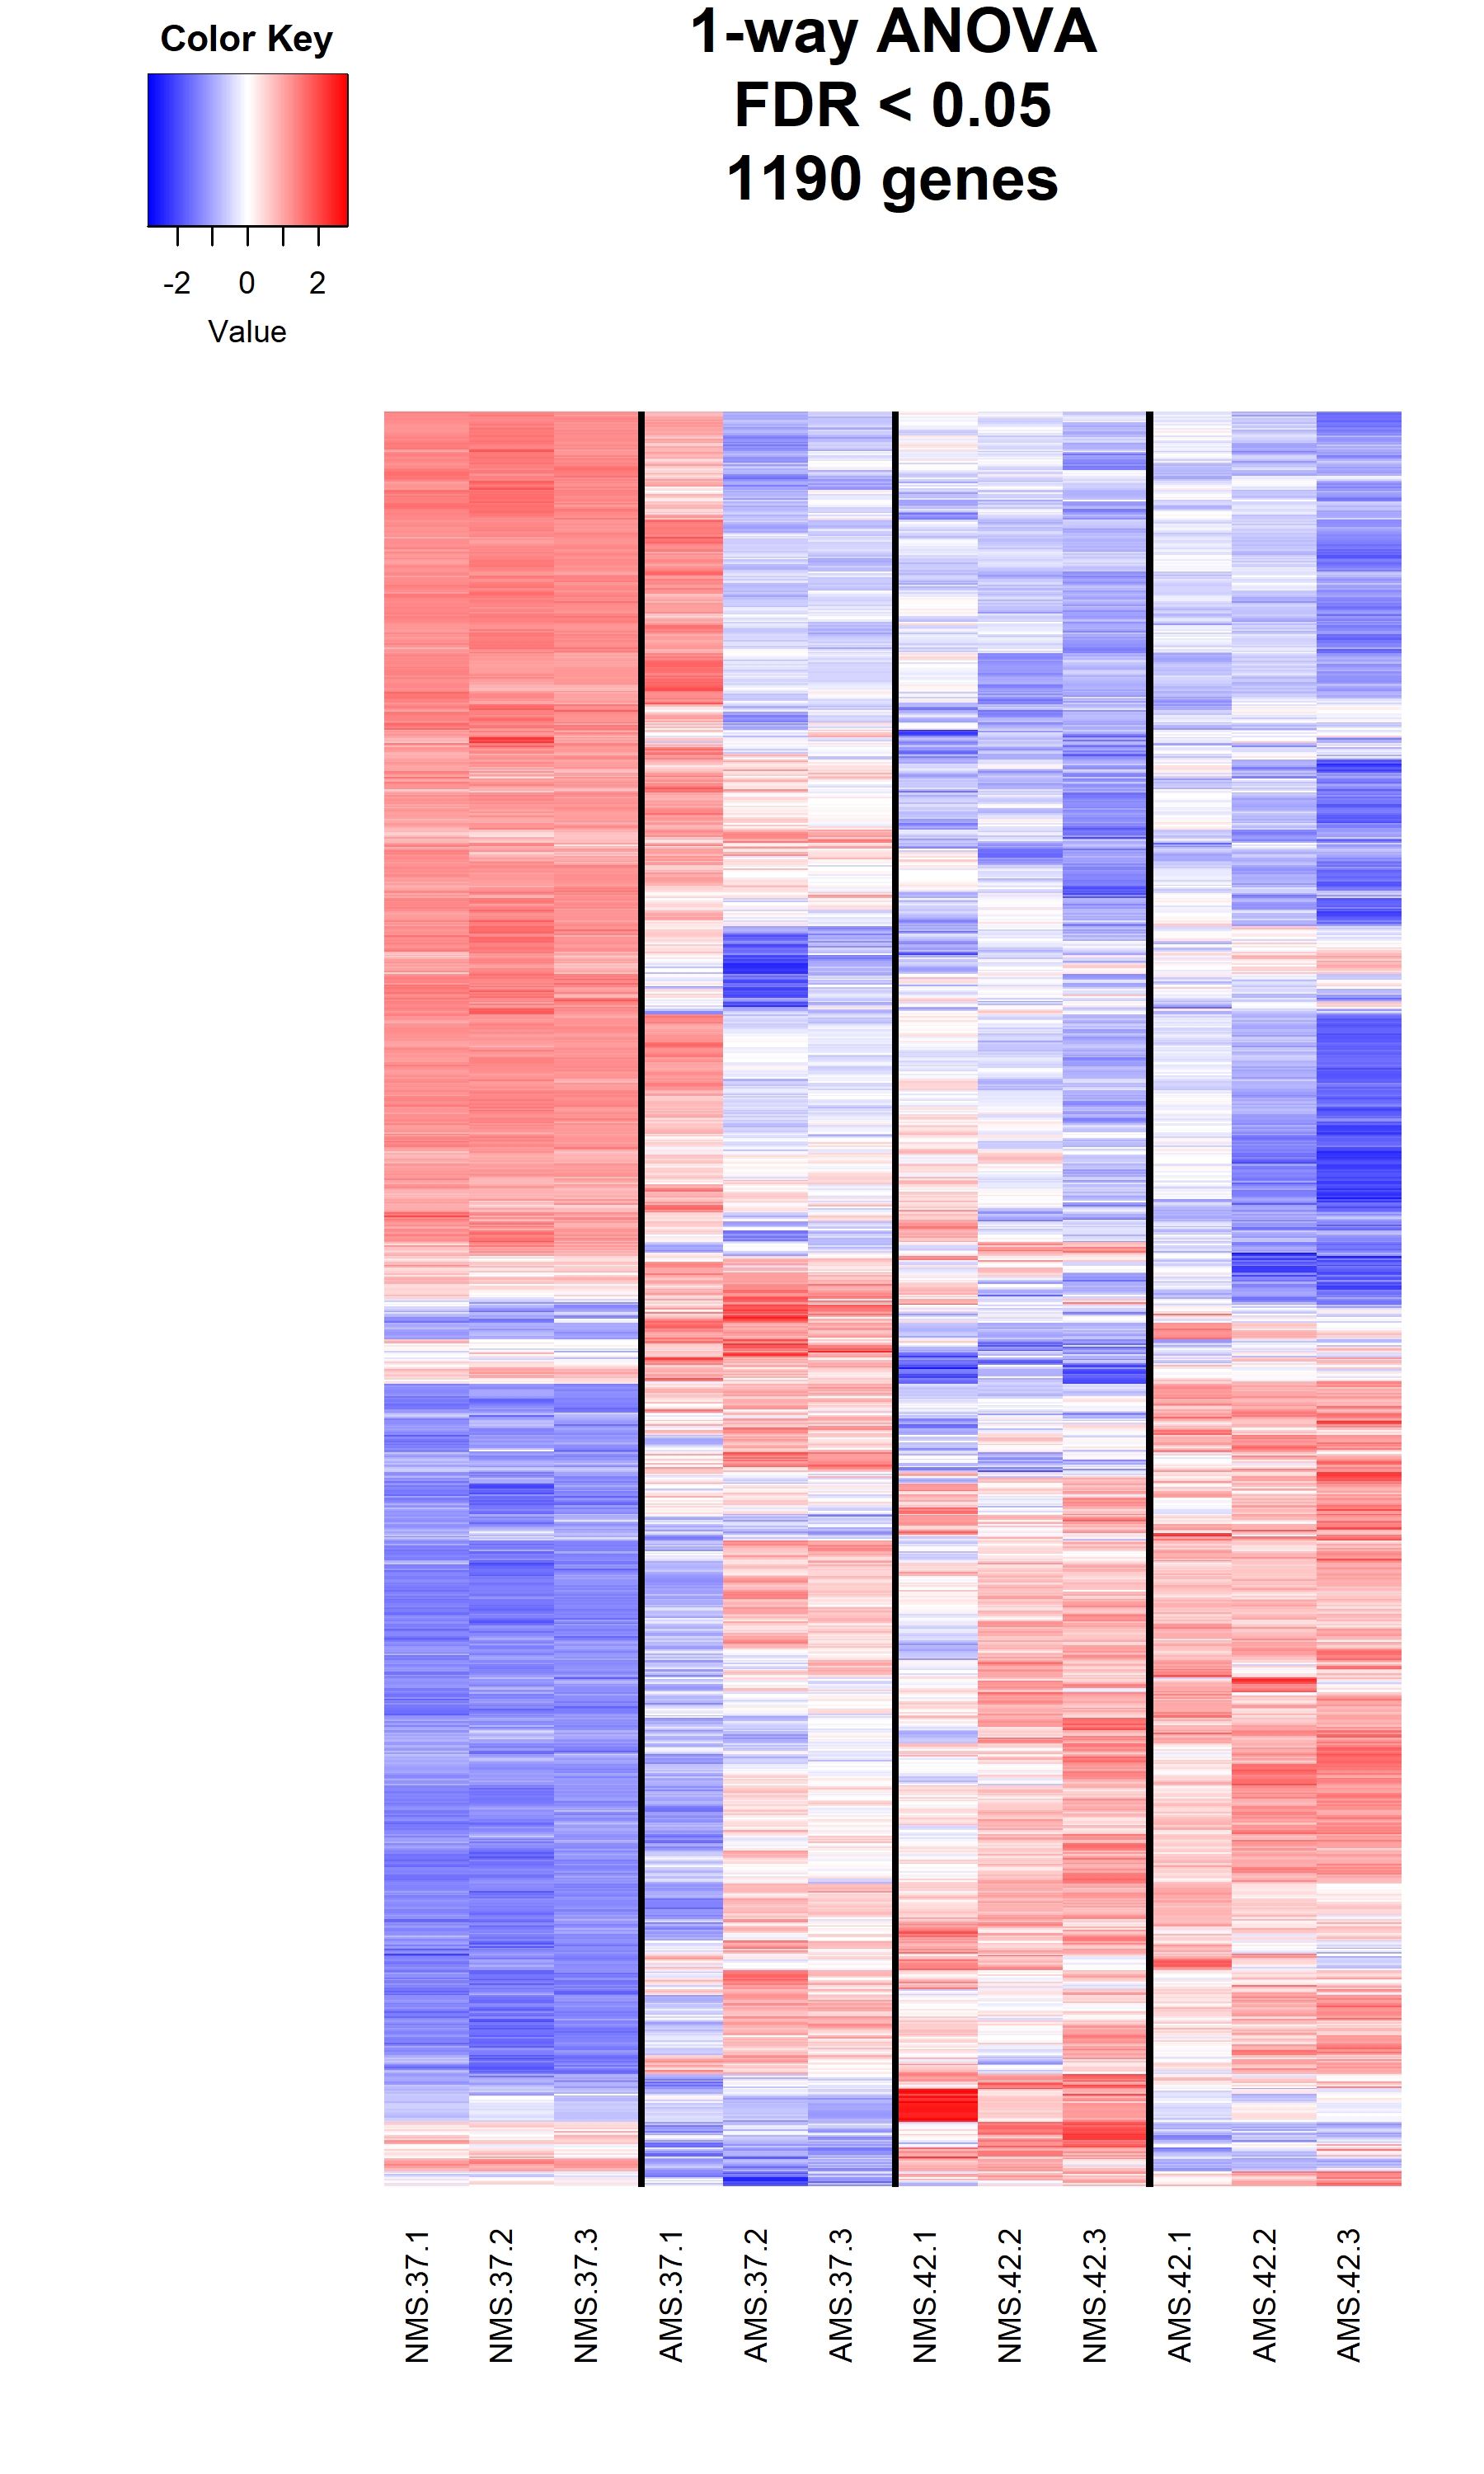 Color Key
-2 0 2
Value
1-way ANOVA
FDR < 0.05
1190 genes
NMS.37.1
NMS.37.2
NMS.37.3
AMS.37.1
AMS.37.2
AMS.37.3
NMS.42.1
NMS.42.2
NMS.42.3
AMS.42.1
AMS.42.2
AMS.42.3